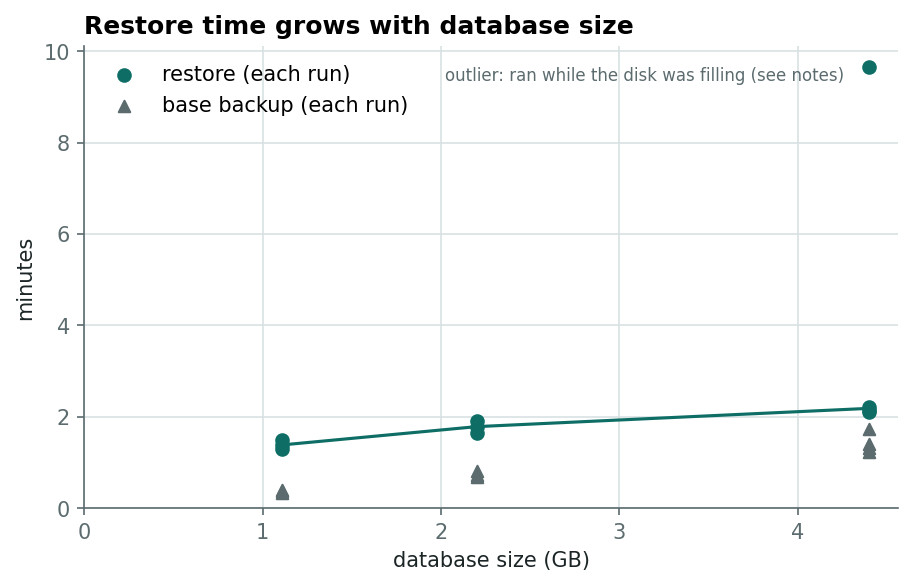 Restore time grows with database size
restore (each run)
base backup (each run)
outlier: ran while the disk was filling (see notes)
minutes
10
8
6
4
2
0
0 1 2 3 4
database size (GB)